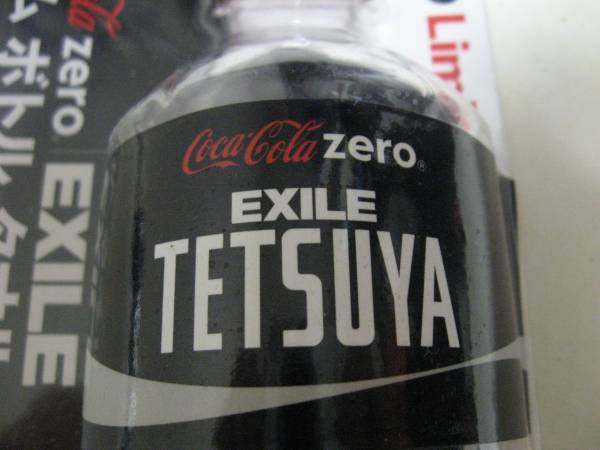 Coca-Cola zero®
EXILE
TETSUYA
zero
ボトル
EXILE